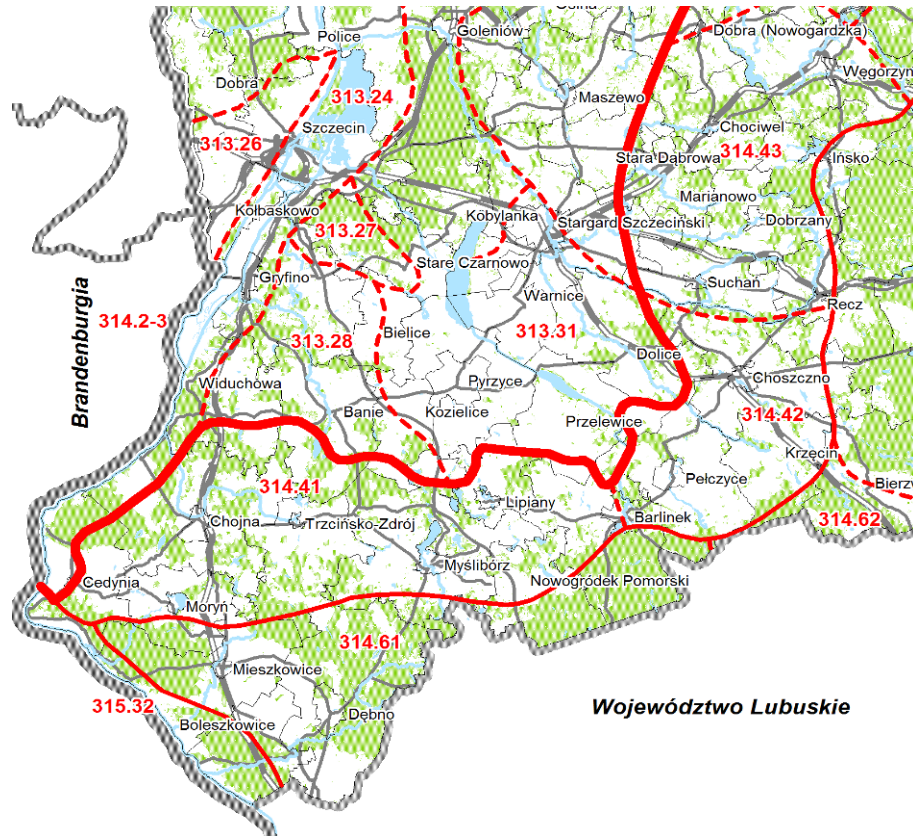 Osina
Police
Goleniów
Dobra (Nowogardzka)
Dobra
313.24
Węgorzyn
Maszewo
Szczecin
Chociwel
313.26
314.43
Stara Dąbrowa
Ińsko
Marianowo
Kołbaskowo
Kobylanka
Stargard Szczeciński
Dobrzany
313.27
Stare Czarnowo
Gryfino
Suchań
Warnice
Recz
Brandenburgia
314.2-3
313.28
Bielice
313.31
Dolice
Widuchowa
Pyrzyce
Choszczno
Banie
Kozielice
Przelewice
314.42
Krzęcin
314.41
Pełczyce
Bierzw
Lipiany
Chojna
Trzcińsko-Zdrój
Barlinek
314.62
Myślibórz
Cedynia
Nowogródek Pomorski
Moryń
314.61
Mieszkowice
315.32
Województwo Lubuskie
Dębno
Boleszkowice